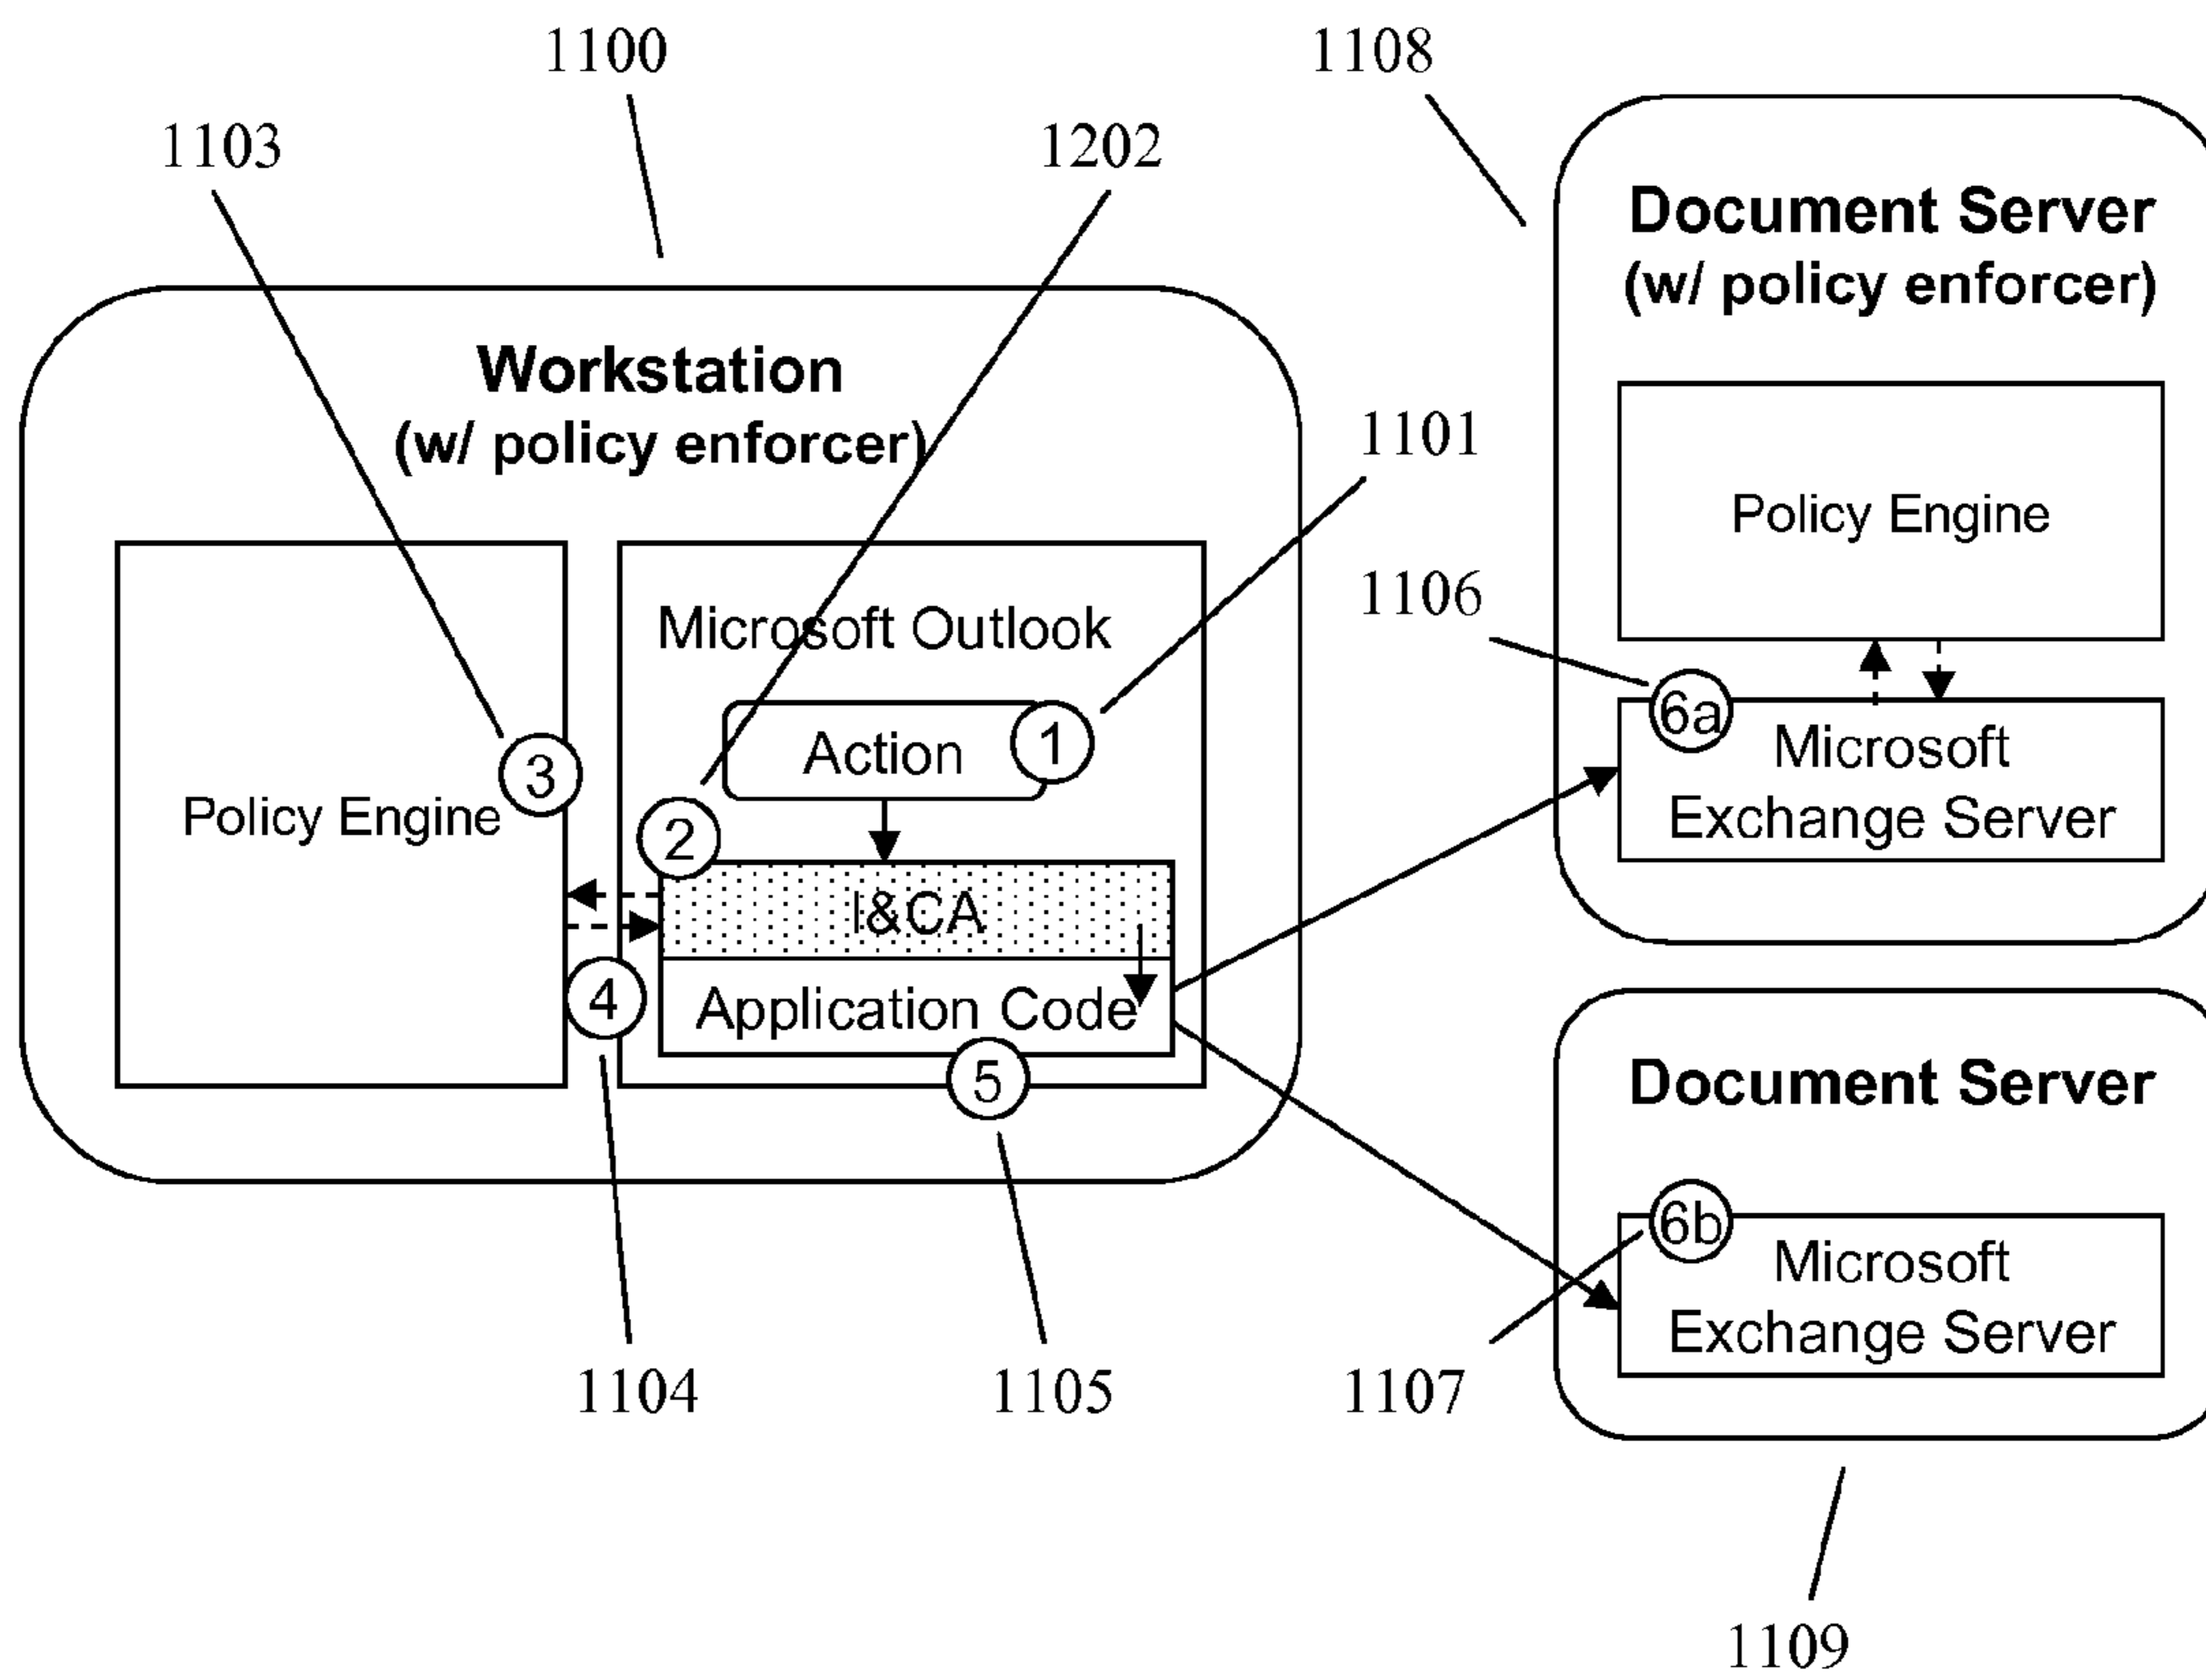 1100
1108
1103
1202
Document Server
(w/ policy enforcer)
Workstation
(w/ policy enforcer)
1101
Policy Engine
1106
Microsoft Outlook
6a
Action
1
Microsoft
Exchange Server
3
Policy Engine
2
I&CA
4
Application Code
5
Document Server
6b
Microsoft
Exchange Server
1104
1105
1107
1109